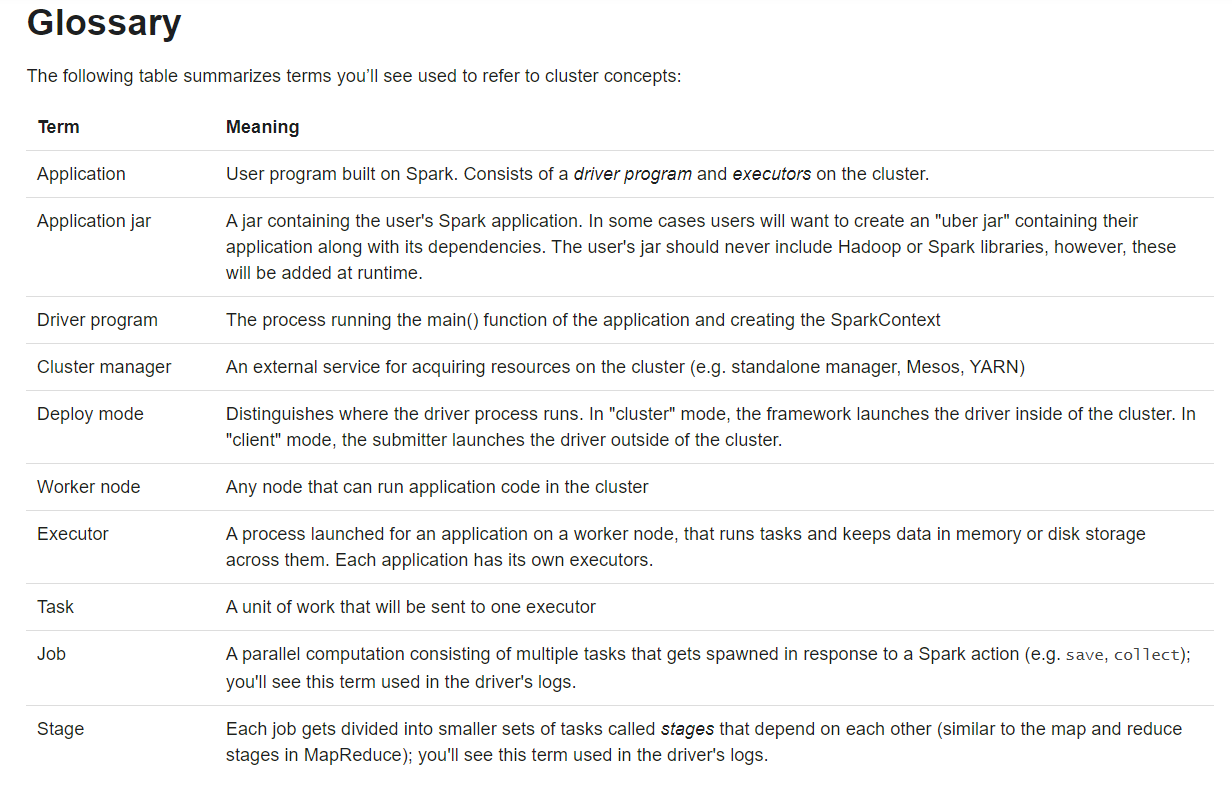 Glossary
The following table summarizes terms you’ll see used to refer to cluster concepts:
Term Meaning
Application User program built on Spark. Consists of a driver program and executors on the cluster.
Application jar A jar containing the user's Spark application. In some cases users will want to create an "uber jar" containing their
application along with its dependencies. The user's jar should never include Hadoop or Spark libraries, however, these
will be added at runtime.
Driver program The process running the main() function of the application and creating the SparkContext
Cluster manager An external service for acquiring resources on the cluster (e.g. standalone manager, Mesos, YARN)
Deploy mode Distinguishes where the driver process runs. In "cluster" mode, the framework launches the driver inside of the cluster. In
"client" mode, the submitter launches the driver outside of the cluster.
Worker node Any node that can run application code in the cluster
Executor A process launched for an application on a worker node, that runs tasks and keeps data in memory or disk storage
across them. Each application has its own executors.
Task A unit of work that will be sent to one executor
Job A parallel computation consisting of multiple tasks that gets spawned in response to a Spark action (e.g. save, collect);
you'll see this term used in the driver's logs.
Stage Each job gets divided into smaller sets of tasks called stages that depend on each other (similar to the map and reduce
stages in MapReduce); you'll see this term used in the driver's logs.